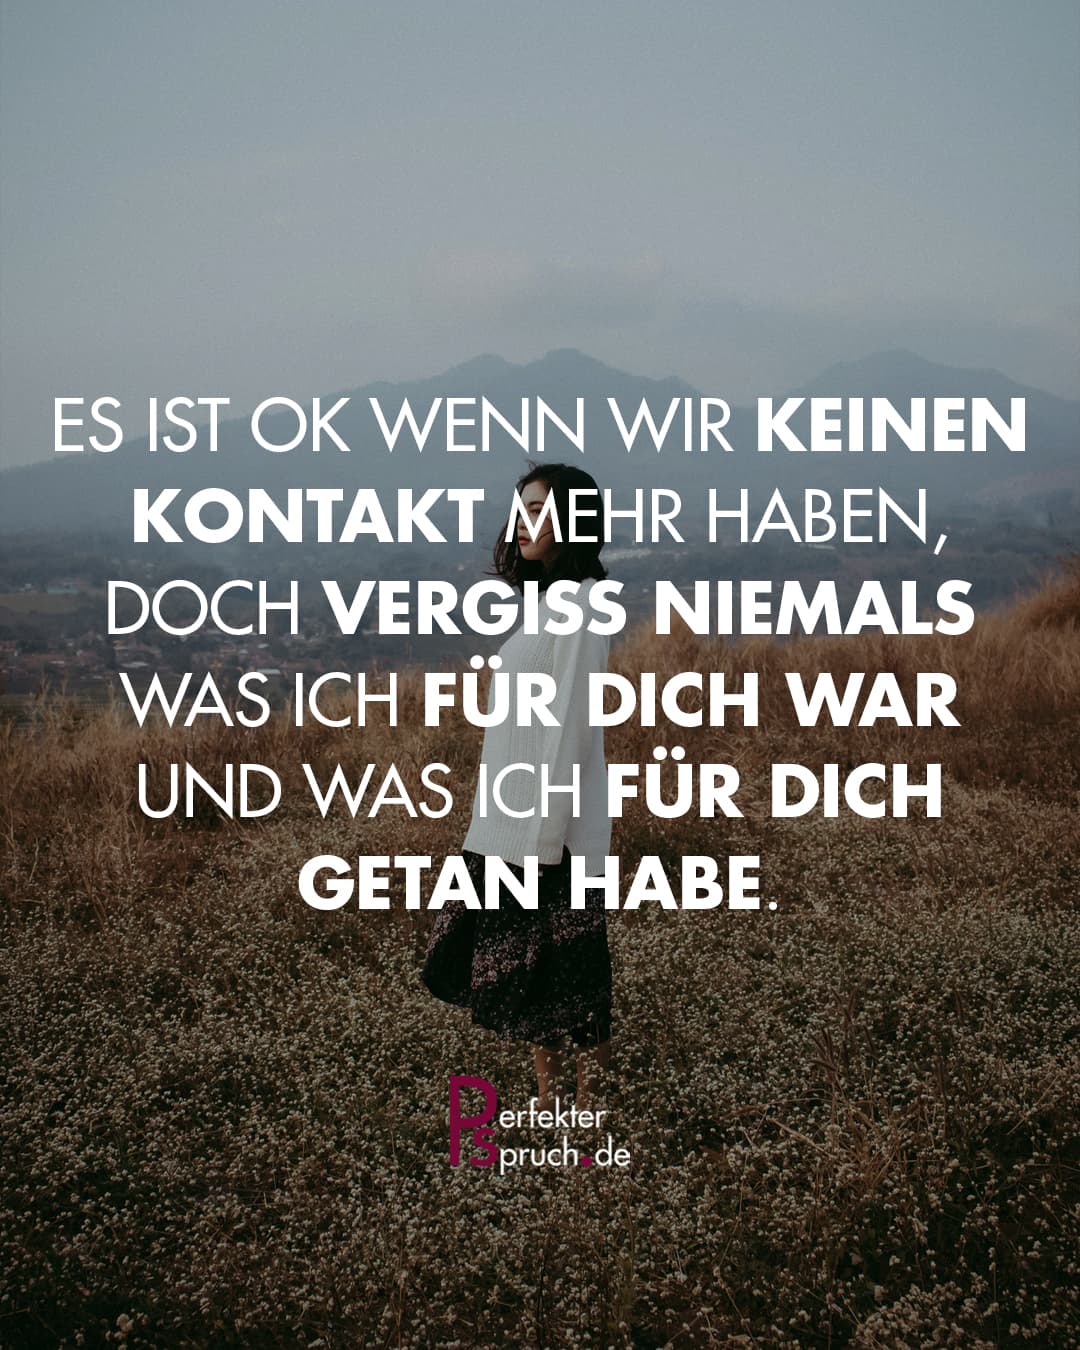 ES IST OK WENN WIR KEINEN
KONTAKT MEHR HABEN,
DOCH VERGISS NIEMALS
WAS ICH FÜR DICH WAR
UND WAS ICH FÜR DICH
GETAN HABE.
Perfekter
Spruch.de